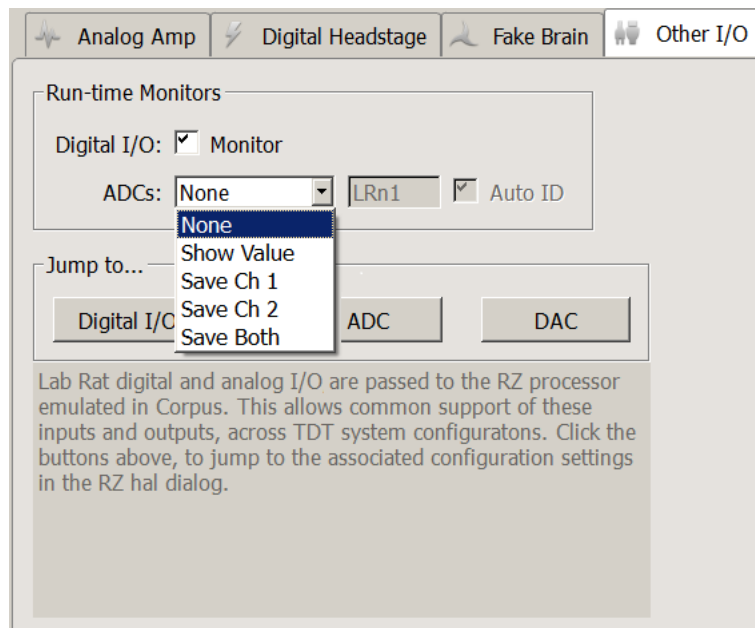 Analog Amp Digital Headstage Fake Brain Other I/O
Run-time Monitors
Digital I/O: Monitor
ADCs: None LRn1 Auto ID
None
Show Value
Save Ch 1
Save Ch 2
Save Both
Jump to...
Digital I/O ADC DAC
Lab Rat digital and analog I/O are passed to the RZ processor
emulated in Corpus. This allows common support of these
inputs and outputs, across TDT system configuratons. Click the
buttons above, to jump to the associated configuration settings
in the RZ hal dialog.